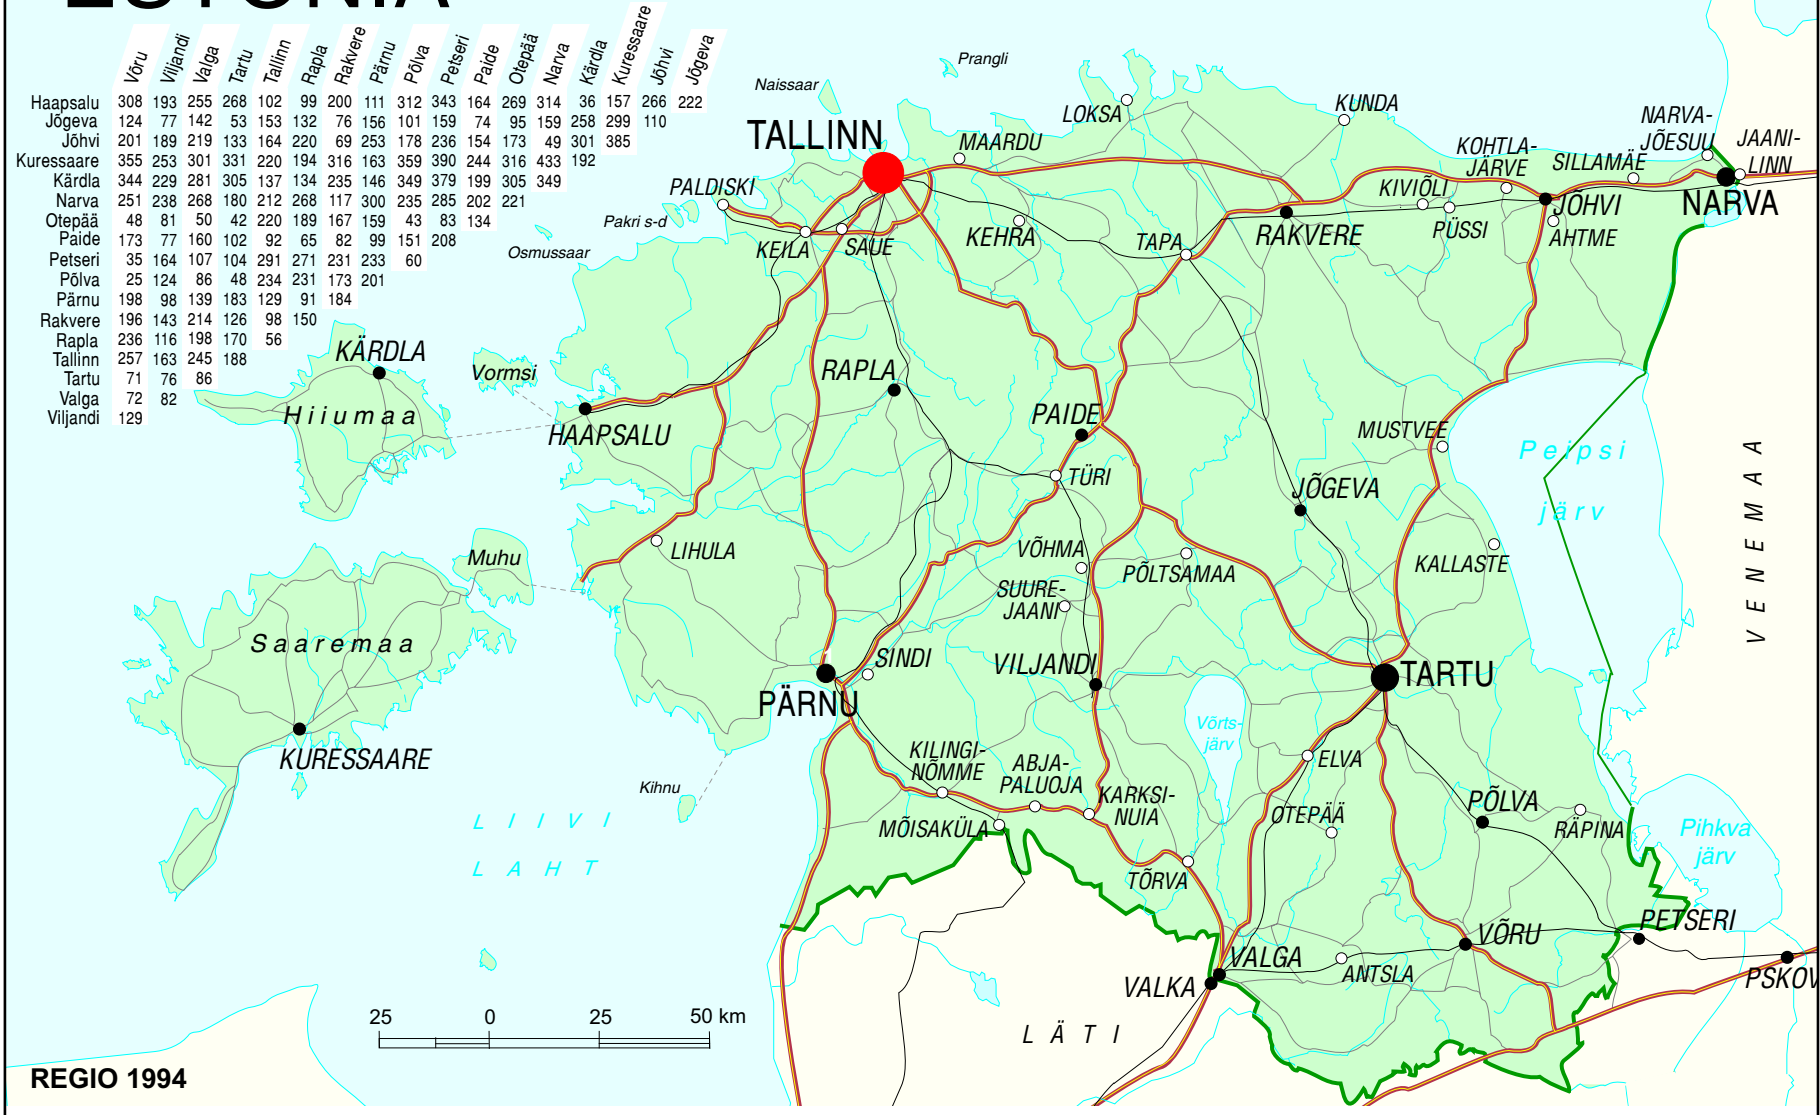 ESTONIA
Võru Viljandi Valga Tartu Tallinn Rapla Rakvere Pärnu Põlva Petseri Paide Otepää Narva Kärdla Kuressaare Jõhvi Jõgeva
Haapsalu 308 193 255 268 102 99 200 111 312 343 164 269 314 36 157 266 222
Jõgeva 124 77 142 53 153 132 76 156 101 159 74 95 159 258 299 110
Jõhvi 201 189 219 133 164 220 69 253 178 236 154 173 49 301 385
Kuressaare 355 253 301 331 220 194 316 163 359 390 244 316 433 192
Kärdla 344 229 281 305 137 134 235 146 349 379 199 305 349
Narva 251 238 268 180 212 268 117 300 235 285 202 221
Otepää 48 81 50 42 220 189 167 159 43 83 134
Paide 173 77 160 102 92 65 82 99 151 208
Petseri 35 164 107 104 291 271 231 233 60
Põlva 25 124 86 48 234 231 173 201
Pärnu 198 98 139 183 129 91 184
Rakvere 196 143 214 126 98 150
Rapla 236 116 198 170 56
Tallinn 257 163 245 188
Tartu 71 76 86
Valga 72 82
Viljandi 129
Prangli
Naissaar
LOKSA
KUNDA
NARVA-
JÕESUU
JAANI-
LINN
TALLINN
MAARDU
KOHTLA-
JÄRVE
SILLAMÄE
PALDISKI
KIVIÕLI
JÕHVI
NARVA
Pakri s-d
KEILA
SAUE
KEHRA
TAPA
RAKVERE
PÜSSI
AHTME
Osmussaar
KÄRDLA
Vormsi
RAPLA
Hiiumaa
HAAPSALU
PAIDE
MUSTVEE
Peipsi
järv
VENEMAA
TÜRI
JÕGEVA
Muhu
LIHULA
VÕHMA
PÕLTSAMAA
KALLASTE
SUURE-
JAANI
Saaremaa
SINDI
VILJANDI
TARTU
PÄRNU
Võrts-
järv
KURESSAARE
KILINGI-
NÕMME
ABJA-
PALUOJA
ELVA
Kihnu
KARKSI-
NUIA
OTEPÄÄ
PÕLVA
RÄPINA
Pihkva
järv
LIIVI
LAHT
MÕISAKÜLA
TÕRVA
PETSERI
VÕRU
VALGA
ANTSLA
VALKA
PSKOV
LÄTI
25 0 25 50 km
REGIO 1994